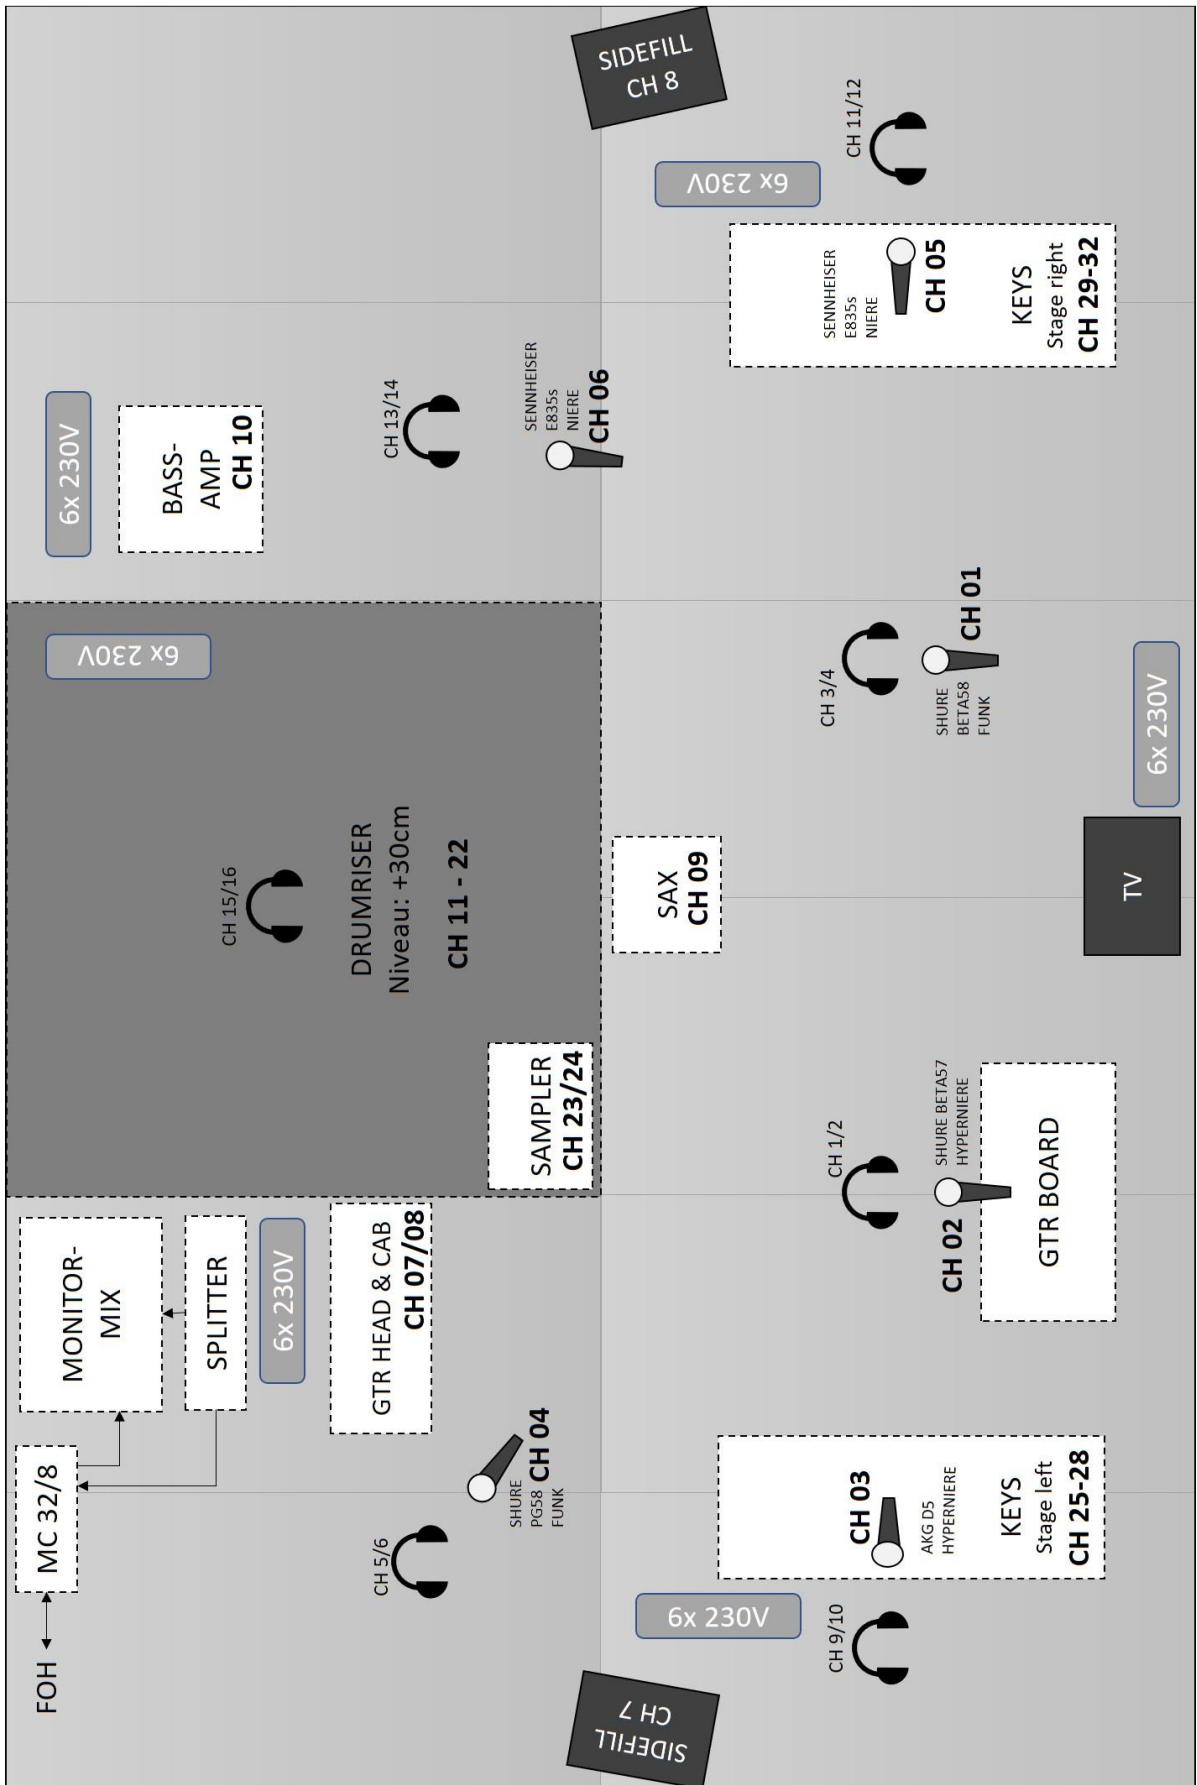 FOH
MC 32/8
MONITOR-
MIX
SPLITTER
6x 230V
GTR HEAD & CAB
CH 07/08
6x 230V
CH 15/16
DRUMRISER
Niveau: +30cm
CH 11 - 22
SAMPLER
CH 23/24
6x 230V
BASS-
AMP
CH 10
CH 5/6
SHURE
PG58
FUNK
CH 04
CH 13/14
SENNHEISER
E835s
NIERE
CH 06
SIDEFILL
CH 7
SAX
CH 09
SIDEFILL
CH 8
6x 230V
CH 9/10
CH 03
AKG D5
HYPERNIERE
KEYS
Stage left
CH 25-28
CH 1/2
CH 02
SHURE BETA57
HYPERNIERE
GTR BOARD
CH 3/4
SHURE
BETA58
FUNK
CH 01
TV
6x 230V
6x 230V
CH 11/12
SENNHEISER
E835s
NIERE
CH 05
KEYS
Stage right
CH 29-32